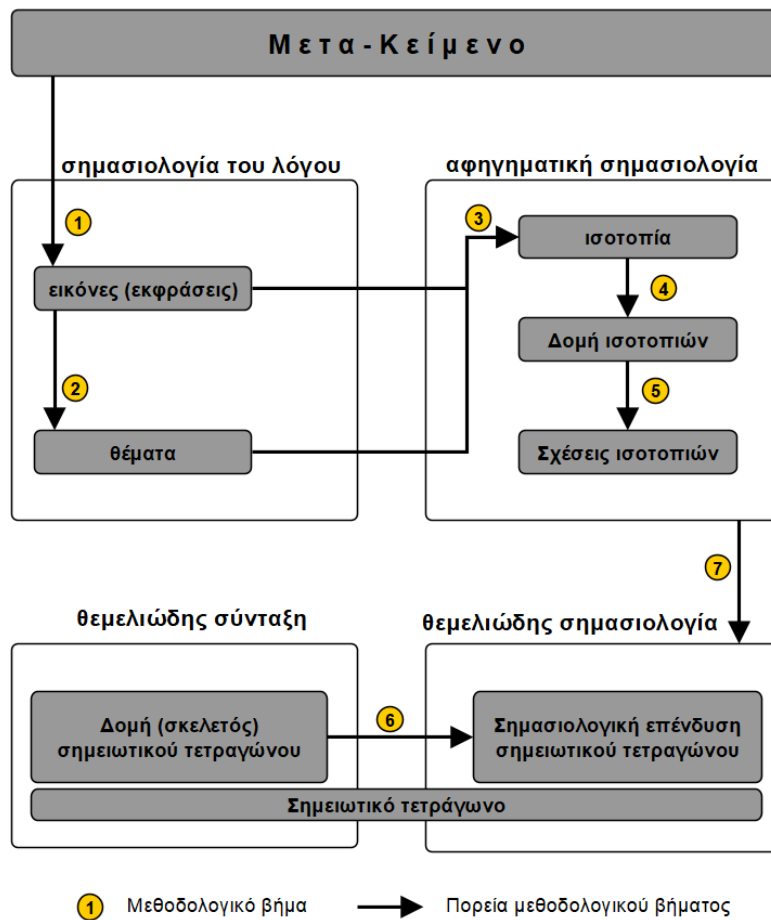 Μετα-Κείμενο
σημασιολογία του λόγου
αφηγηματική σημασιολογία
1
3
ισοτοπία
εικόνες (εκφράσεις)
4
Δομή ισοτοπιών
2
5
θέματα
Σχέσεις ισοτοπιών
7
θεμελιώδης σύνταξη
θεμελιώδης σημασιολογία
Δομή (σκελετός)
σημειωτικού τετραγώνου
6
Σημασιολογική επένδυση
σημειωτικού τετραγώνου
Σημειωτικό τετράγωνο
1 Μεθοδολογικό βήμα
Πορεία μεθοδολογικού βήματος